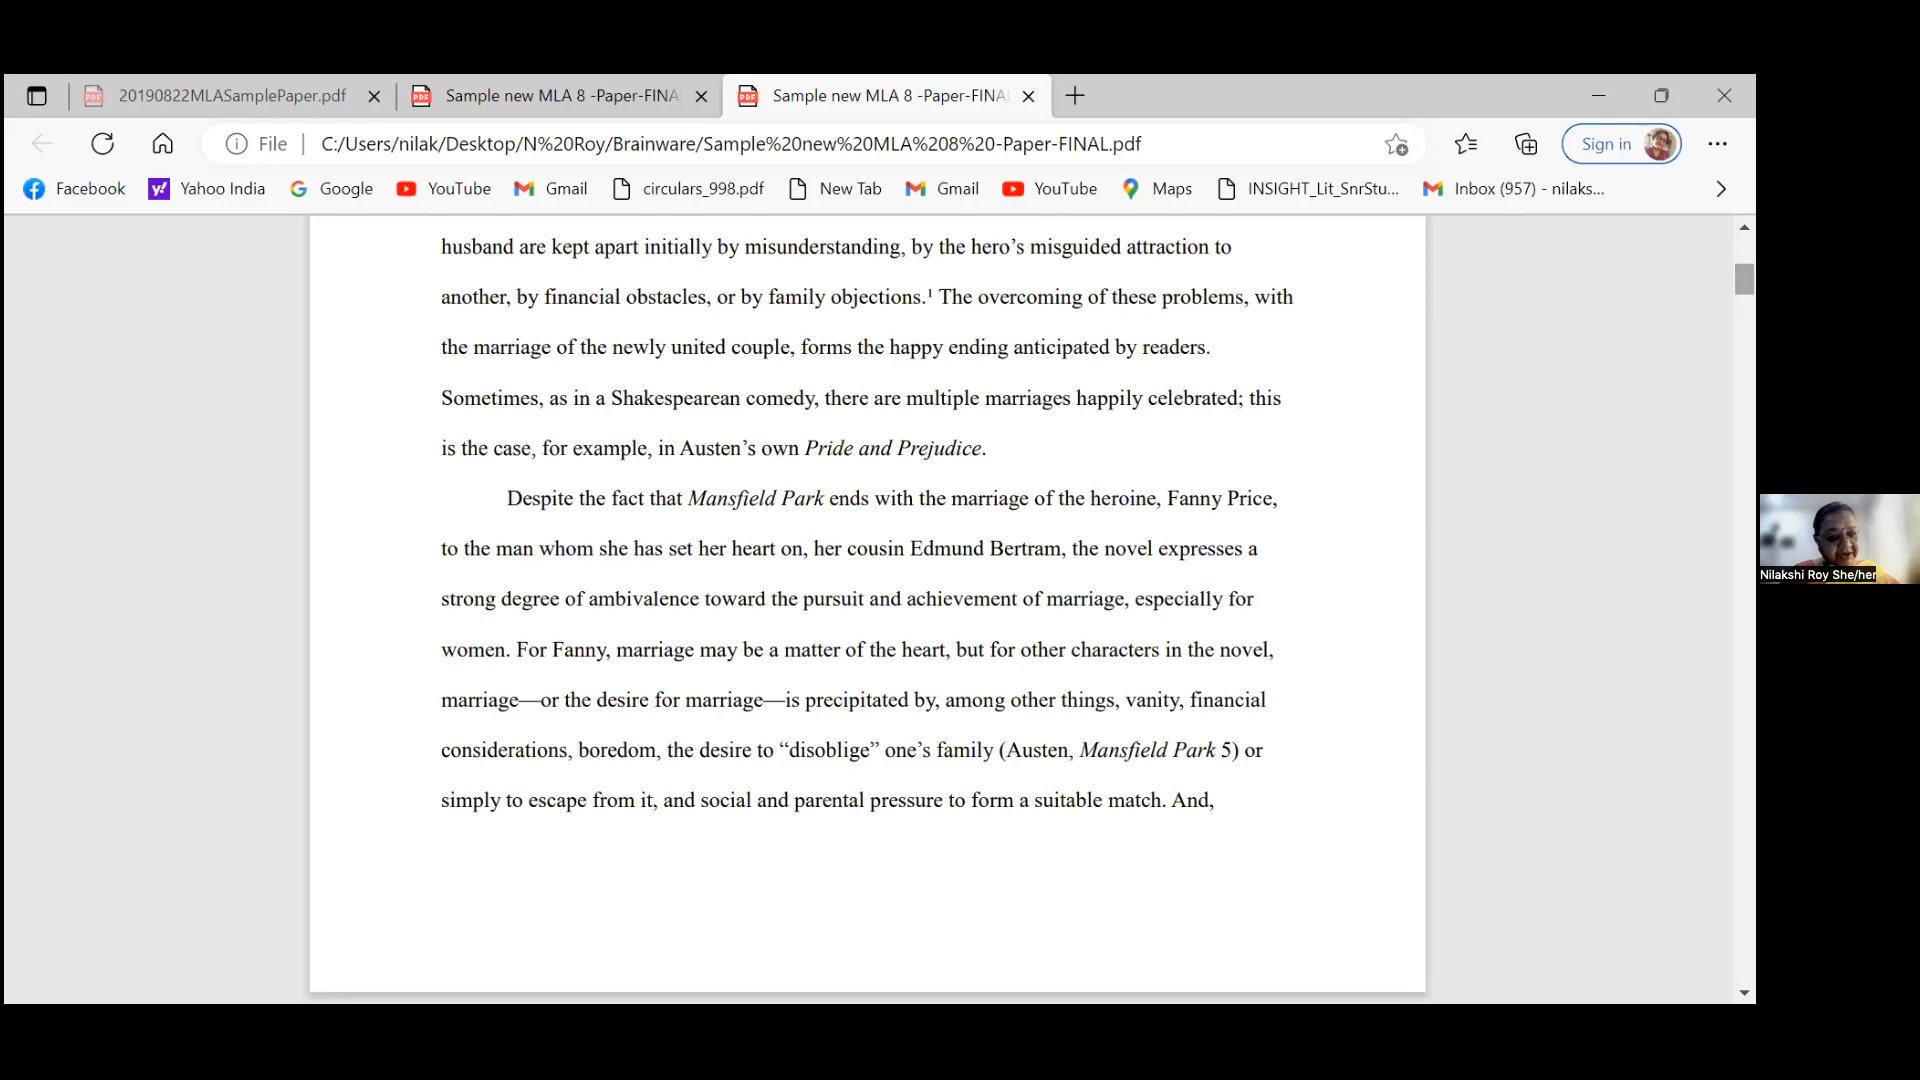 20190822MLASamplePaper.pdf
Sample new MLA 8 -Paper-FINA
Sample new MLA 8 -Paper-FINA
File
C:/Users/nilak/Desktop/N%20Roy/Brainware/Sample%20new%20MLA%208%20-Paper-FINAL.pdf
Sign in
Facebook Yahoo India Google YouTube Gmail circulars_998.pdf New Tab Gmail YouTube Maps INSIGHT_Lit_SnrStu... Inbox (957) - nilaks...
husband are kept apart initially by misunderstanding, by the hero’s misguided attraction to
another, by financial obstacles, or by family objections.¹ The overcoming of these problems, with
the marriage of the newly united couple, forms the happy ending anticipated by readers.
Sometimes, as in a Shakespearean comedy, there are multiple marriages happily celebrated; this
is the case, for example, in Austen’s own Pride and Prejudice.
Despite the fact that Mansfield Park ends with the marriage of the heroine, Fanny Price,
to the man whom she has set her heart on, her cousin Edmund Bertram, the novel expresses a
strong degree of ambivalence toward the pursuit and achievement of marriage, especially for
women. For Fanny, marriage may be a matter of the heart, but for other characters in the novel,
marriage—or the desire for marriage—is precipitated by, among other things, vanity, financial
considerations, boredom, the desire to “disoblige” one’s family (Austen, Mansfield Park 5) or
simply to escape from it, and social and parental pressure to form a suitable match. And,
Nilakshi Roy She/her